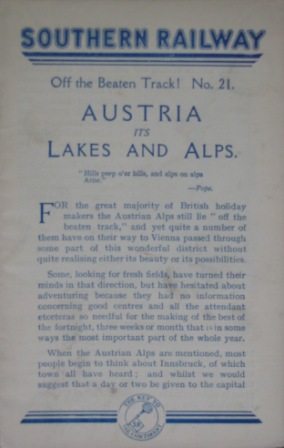 SOUTHERN RAILWAY
Off the Beaten Track! No. 21.
AUSTRIA
ITS
LAKES AND ALPS.
"Hills peep o'er hills, and alps on alps
Arise."
—Pope.
FOR the great majority of British holiday
makers the Austrian Alps still lie "off the
beaten track," and yet quite a number of
them have on their way to Vienna passed through
some part of this wonderful district without
quite realising either its beauty or its possibilities.
Some, looking for fresh fields, have turned their
minds in that direction, but have hesitated about
adventuring because they had no information
concerning good centres and all the attendant
etceteras so needful for the making of the best of
the fortnight, three weeks or month that is in some
ways the most important part of the whole year.
When the Austrian Alps are mentioned, most
people begin to think about Innsbruck, of which
town all have heard; and whilst we would
suggest that a day or two be given to the capital
THE KEY TO
THE CONTINENT